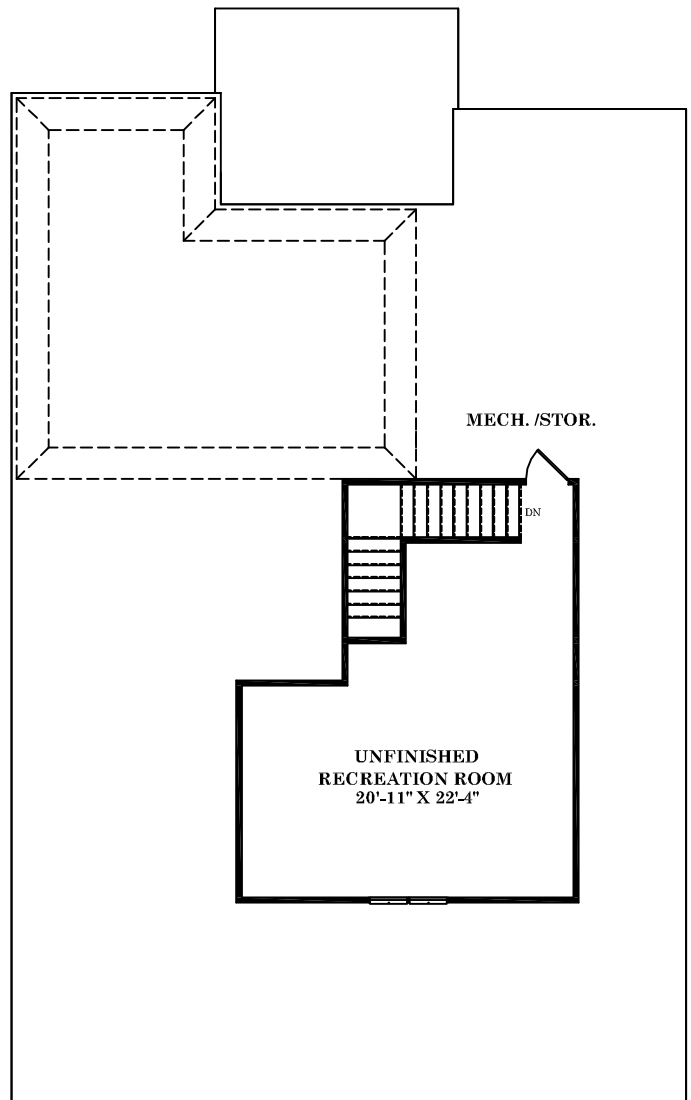 MECH. /STOR.
DN
UNFINISHED
RECREATION ROOM
20'-11" X 22'-4"